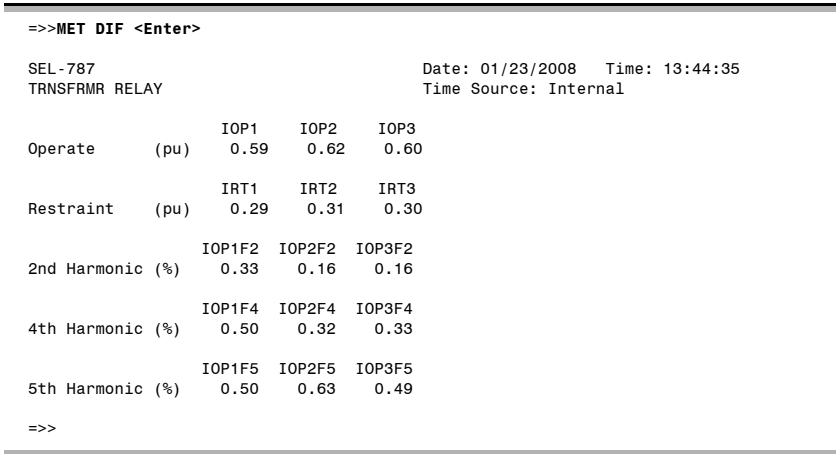 =>>MET DIF <Enter>
SEL-787 Date: 01/23/2008 Time: 13:44:35
TRNSFRMR RELAY Time Source: Internal
IOP1 IOP2 IOP3
Operate (pu) 0.59 0.62 0.60
IRT1 IRT2 IRT3
Restraint (pu) 0.29 0.31 0.30
IOP1F2 IOP2F2 IOP3F2
2nd Harmonic (%) 0.33 0.16 0.16
IOP1F4 IOP2F4 IOP3F4
4th Harmonic (%) 0.50 0.32 0.33
IOP1F5 IOP2F5 IOP3F5
5th Harmonic (%) 0.50 0.63 0.49
=>>